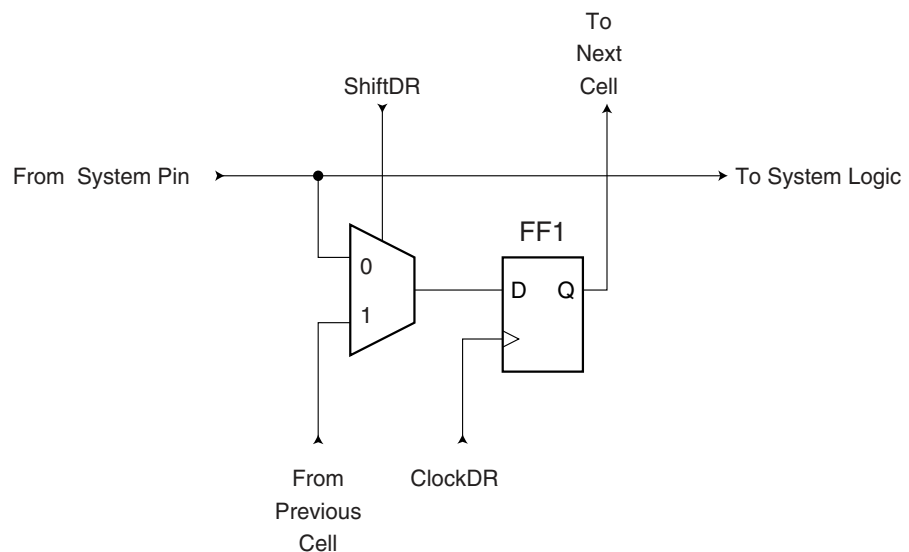 To
Next
Cell
ShiftDR
From System Pin
To System Logic
FF1
0
D Q
1
From
Previous
Cell
ClockDR